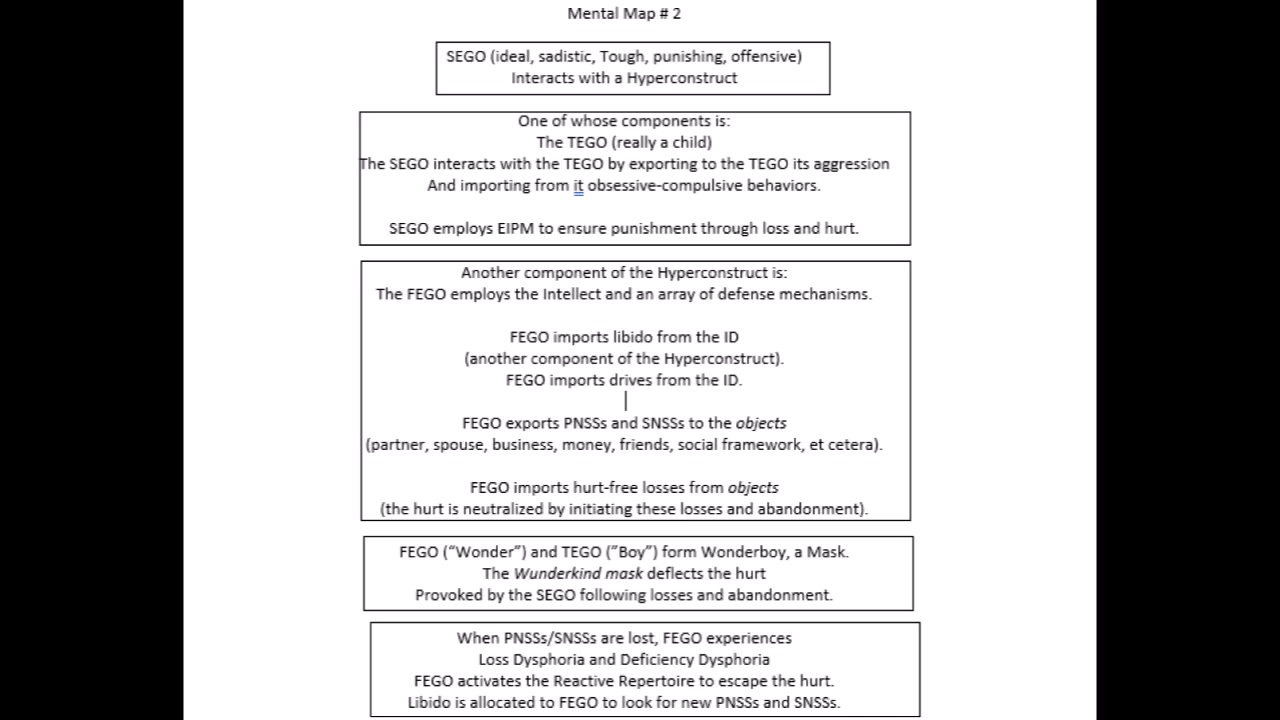 Mental Map # 2
SEGO (ideal, sadistic, Tough, punishing, offensive)
Interacts with a Hyperconstruct
One of whose components is:
The TEGO (really a child)
The SEGO interacts with the TEGO by exporting to the TEGO its aggression
And importing from it obsessive-compulsive behaviors.
SEGO employs EIPM to ensure punishment through loss and hurt.
Another component of the Hyperconstruct is:
The FEGO employs the Intellect and an array of defense mechanisms.
FEGO imports libido from the ID
(another component of the Hyperconstruct).
FEGO imports drives from the ID.
FEGO exports PNSSs and SNSSs to the objects
(partner, spouse, business, money, friends, social framework, et cetera).
FEGO imports hurt-free losses from objects
(the hurt is neutralized by initiating these losses and abandonment).
FEGO (“Wonder”) and TEGO (”Boy”) form Wonderboy, a Mask.
The Wunderkind mask deflects the hurt
Provoked by the SEGO following losses and abandonment.
When PNSSs/SNSSs are lost, FEGO experiences
Loss Dysphoria and Deficiency Dysphoria
FEGO activates the Reactive Repertoire to escape the hurt.
Libido is allocated to FEGO to look for new PNSSs and SNSSs.